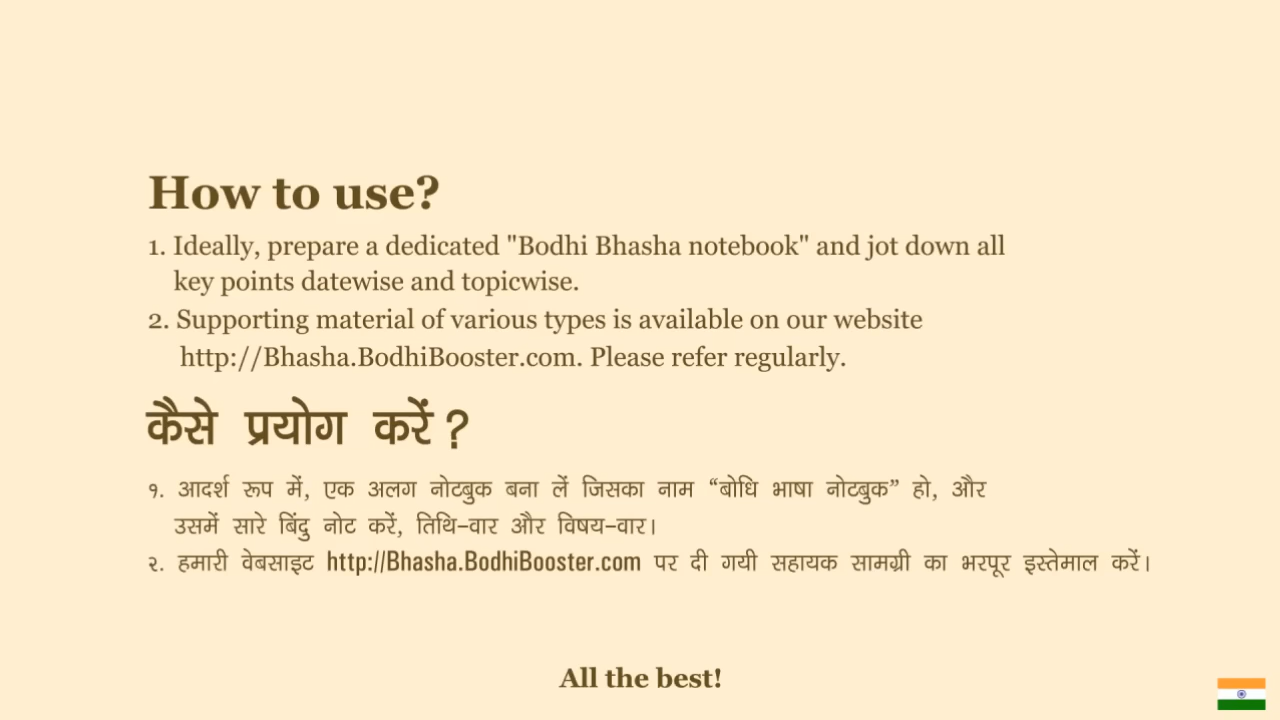 How to use?
1. Ideally, prepare a dedicated "Bodhi Bhasha notebook" and jot down all
key points datewise and topicwise.
2. Supporting material of various types is available on our website
http://Bhasha.BodhiBooster.com. Please refer regularly.
कैसे प्रयोग करें ?
१. आदर्श रूप में, एक अलग नोटबुक बना लें जिसका नाम “बोधि भाषा नोटबुक” हो, और
उसमें सारे बिंदु नोट करें, तिथि-वार और विषय-वार।
२. हमारी वेबसाइट http://Bhasha.BodhiBooster.com पर दी गयी सहायक सामग्री का भरपूर इस्तेमाल करें।
All the best!